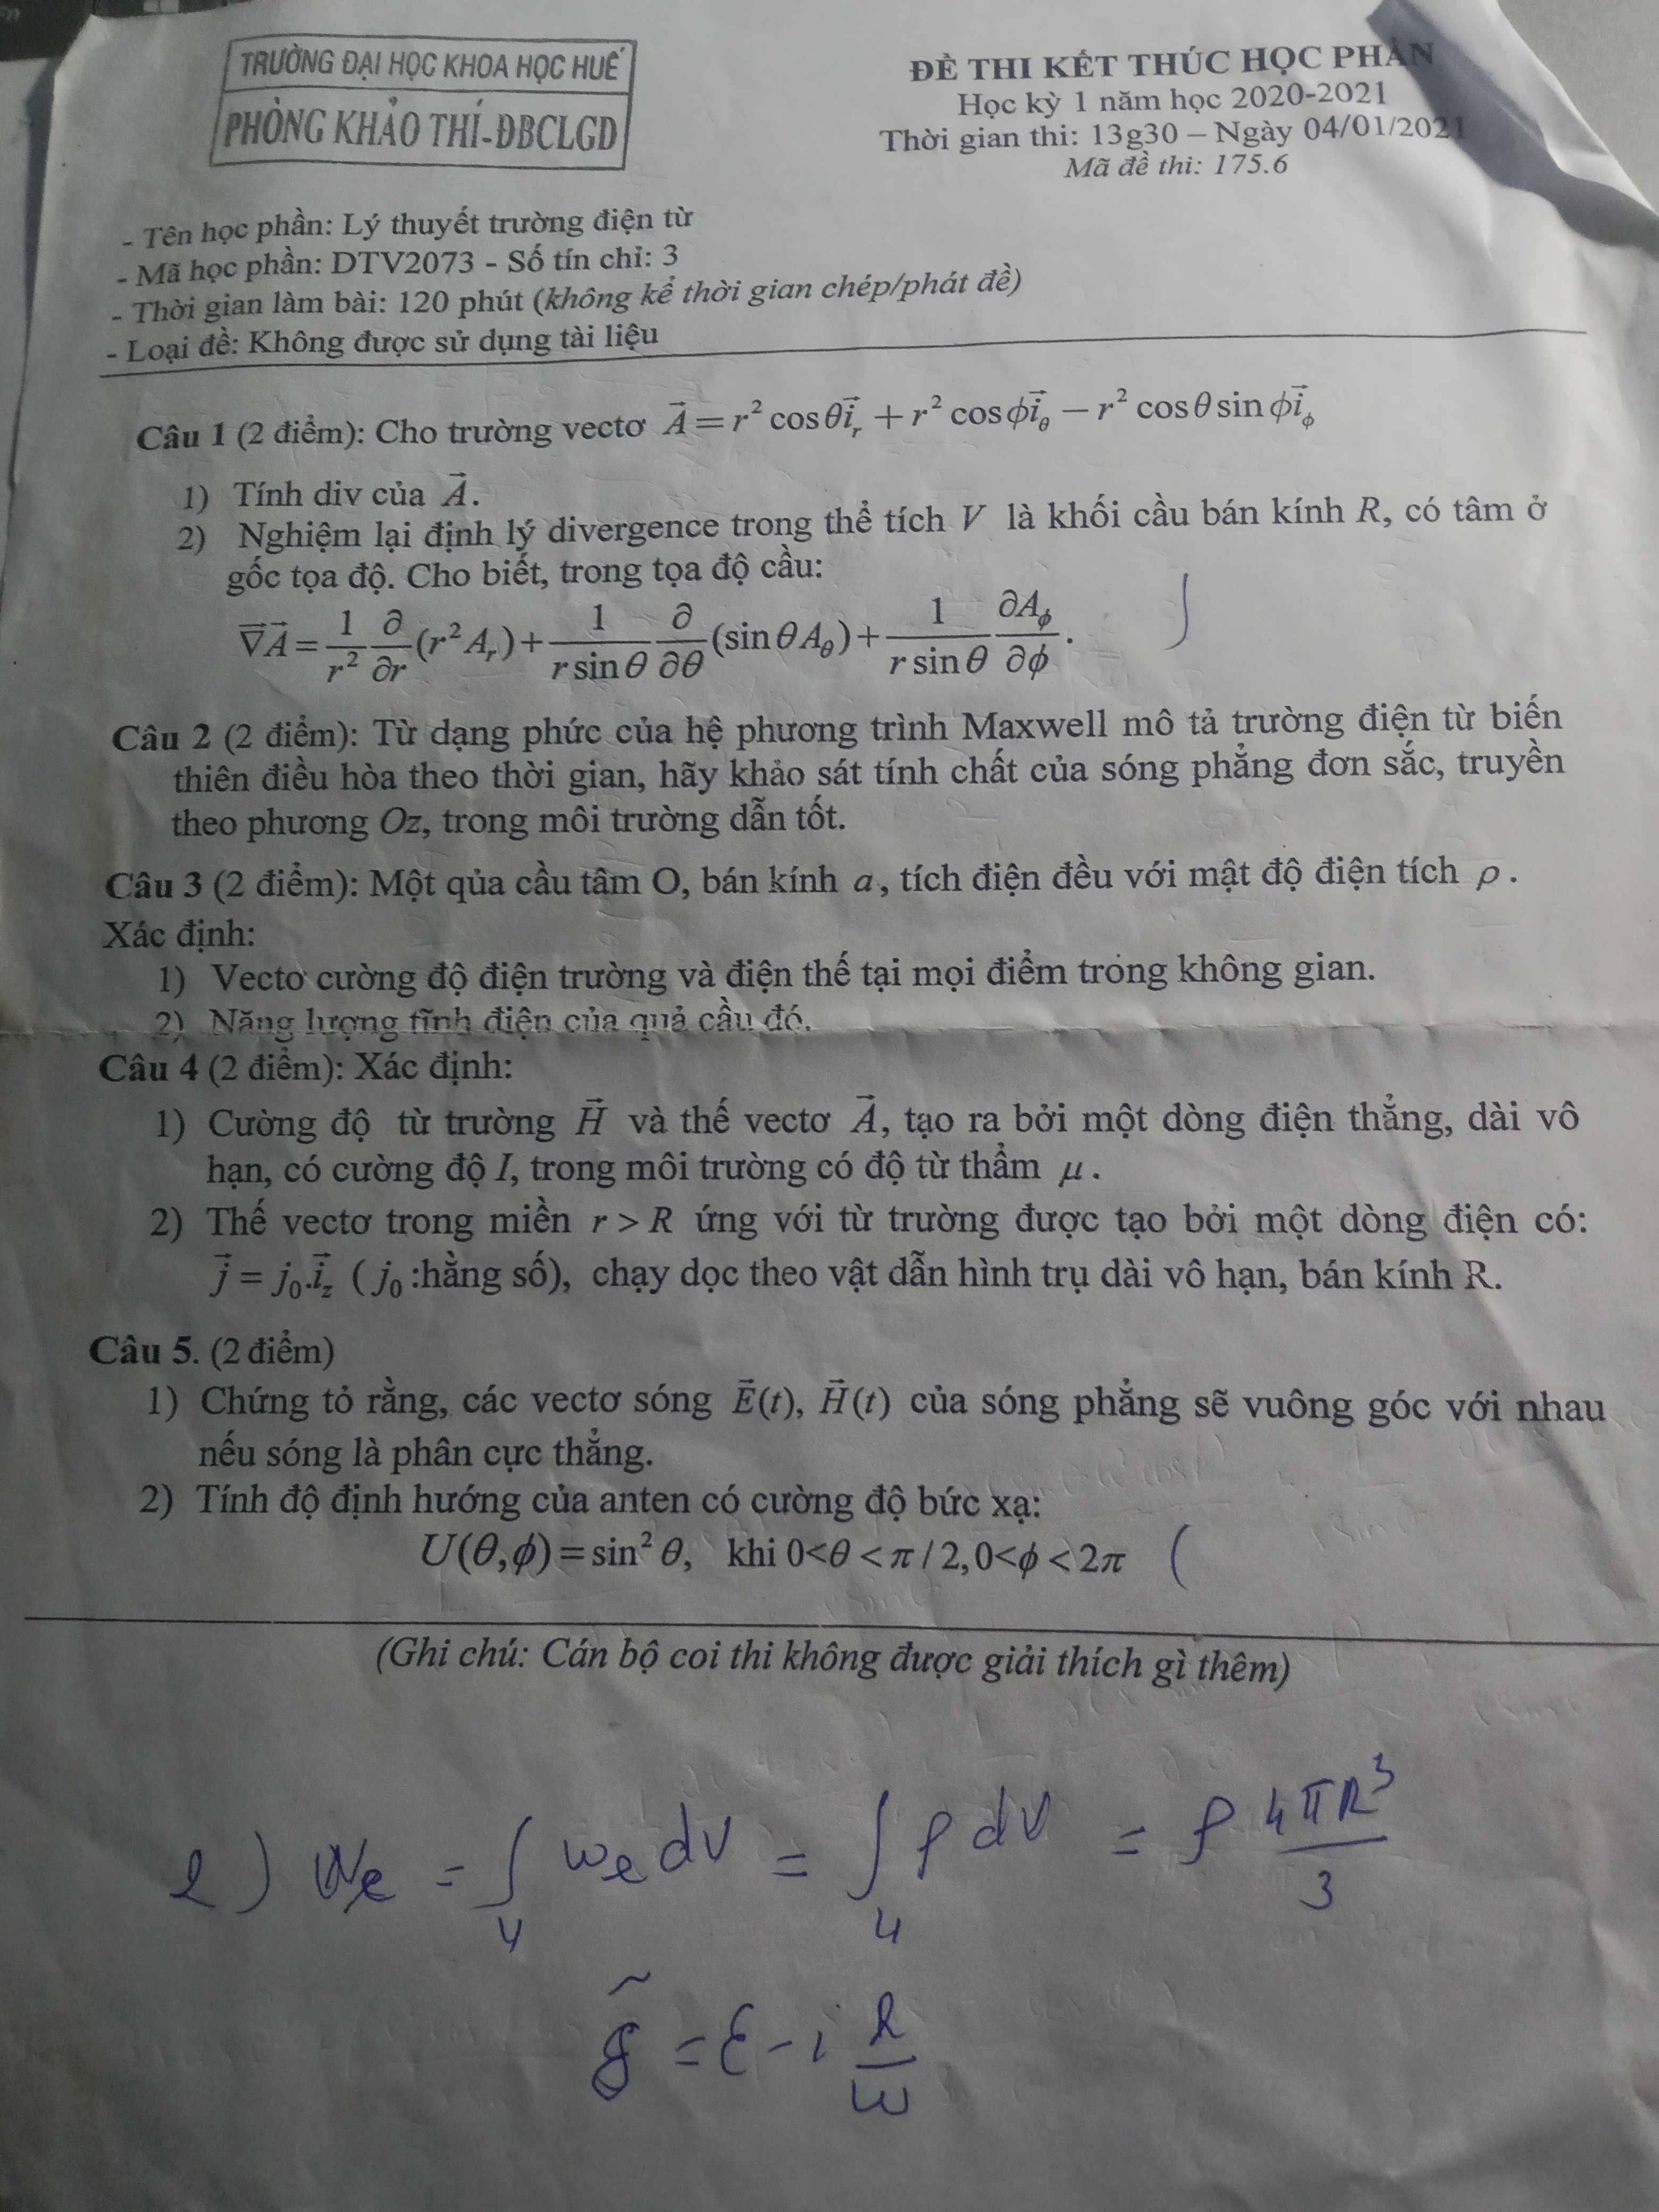 TRƯỜNG ĐẠI HỌC KHOA HỌC HUẾ
PHÒNG KHẢO THÍ-ĐBCLGD
ĐỀ THI KẾT THÚC HỌC PHẦN
Học kỳ 1 năm học 2020-2021
Thời gian thi: 13g30 – Ngày 04/01/2021
Mã đề thi: 175.6
- Tên học phần: Lý thuyết trường điện từ
- Mã học phần: DTV2073 - Số tín chỉ: 3
- Thời gian làm bài: 120 phút (không kể thời gian chép/phát đề)
- Loại đề: Không được sử dụng tài liệu
Câu 1 (2 điểm): Cho trường vectơ $\vec{A} = r^2 \cos\theta \vec{i}_r + r^2 \cos\phi \vec{i}_\theta - r^2 \cos\theta \sin\phi \vec{i}_\phi$
1) Tính div của $\vec{A}$.
2) Nghiệm lại định lý divergence trong thể tích V là khối cầu bán kính R, có tâm ở
gốc tọa độ. Cho biết, trong tọa độ cầu:
$\vec{\nabla}\vec{A} = \frac{1}{r^2}\frac{\partial}{\partial r}(r^2 A_r) + \frac{1}{r\sin\theta}\frac{\partial}{\partial\theta}(\sin\theta A_\theta) + \frac{1}{r\sin\theta}\frac{\partial A_\phi}{\partial\phi}.$
Câu 2 (2 điểm): Từ dạng phức của hệ phương trình Maxwell mô tả trường điện từ biến
thiên điều hòa theo thời gian, hãy khảo sát tính chất của sóng phẳng đơn sắc, truyền
theo phương Oz, trong môi trường dẫn tốt.
Câu 3 (2 điểm): Một qủa cầu tâm O, bán kính a, tích điện đều với mật độ điện tích ρ.
Xác định:
1) Vectơ cường độ điện trường và điện thế tại mọi điểm trong không gian.
2) Năng lượng tĩnh điện của quả cầu đó.
Câu 4 (2 điểm): Xác định:
1) Cường độ từ trường $\vec{H}$ và thế vectơ $\vec{A}$, tạo ra bởi một dòng điện thẳng, dài vô
hạn, có cường độ I, trong môi trường có độ từ thẩm μ.
2) Thế vectơ trong miền r > R ứng với từ trường được tạo bởi một dòng điện có:
$\vec{j} = j_0.\vec{i}_z$ ( $j_0$ :hằng số), chạy dọc theo vật dẫn hình trụ dài vô hạn, bán kính R.
Câu 5. (2 điểm)
1) Chứng tỏ rằng, các vectơ sóng $\vec{E}(t)$, $\vec{H}(t)$ của sóng phẳng sẽ vuông góc với nhau
nếu sóng là phân cực thẳng.
2) Tính độ định hướng của anten có cường độ bức xạ:
$U(\theta,\phi) = \sin^2\theta$, khi 0<θ<π/2, 0<ϕ<2π
(Ghi chú: Cán bộ coi thi không được giải thích gì thêm)
2) $W_e = \int_V w_e dV = \int_V \rho dV = \rho \frac{4\pi R^3}{3}$